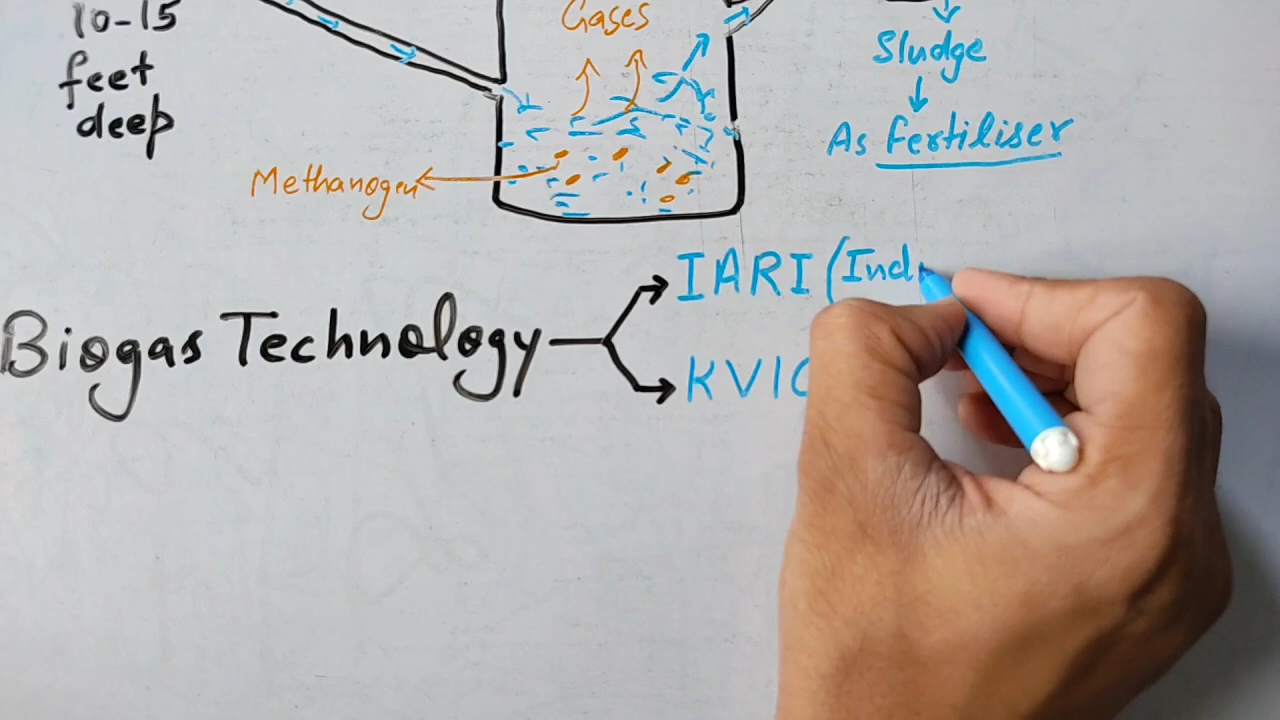 10-15
feet
deep
Gases
Sludge
As fertiliser
Methanogen
Biogas Technology
IARI (Ind
KVIC